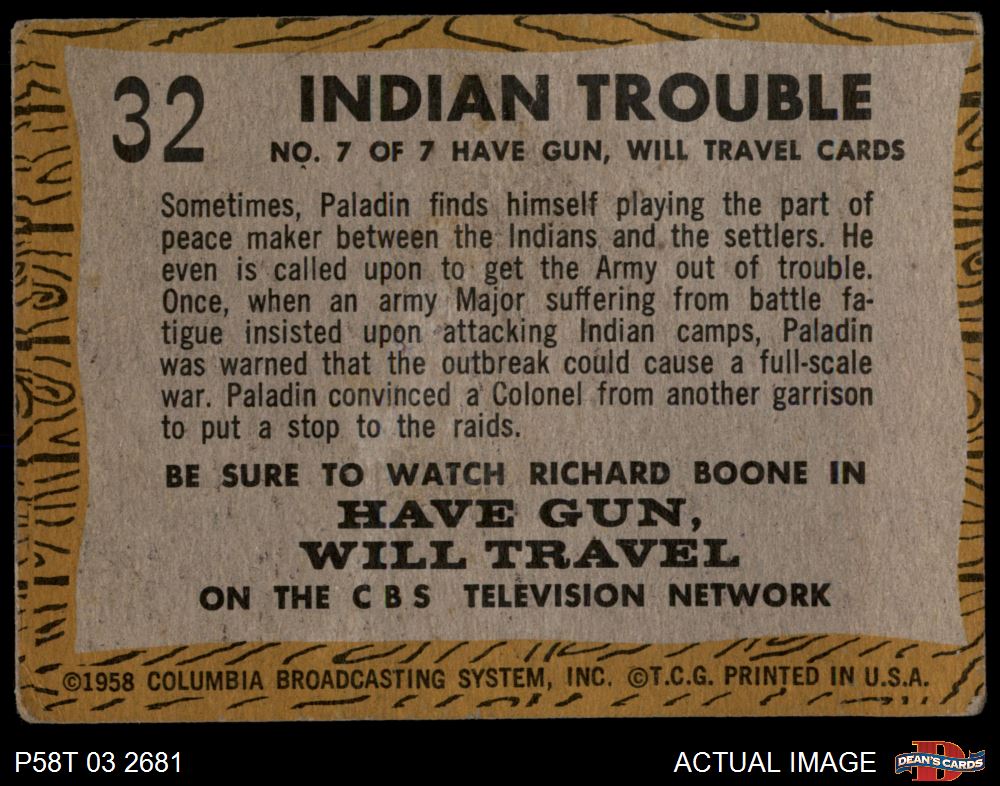 32
INDIAN TROUBLE
NO. 7 OF 7 HAVE GUN, WILL TRAVEL CARDS
Sometimes, Paladin finds himself playing the part of
peace maker between the Indians and the settlers. He
even is called upon to get the Army out of trouble.
Once, when an army Major suffering from battle fa-
tigue insisted upon attacking Indian camps, Paladin
was warned that the outbreak could cause a full-scale
war. Paladin convinced a Colonel from another garrison
to put a stop to the raids.
BE SURE TO WATCH RICHARD BOONE IN
HAVE GUN,
WILL TRAVEL
ON THE CBS TELEVISION NETWORK
©1958 COLUMBIA BROADCASTING SYSTEM, INC. ©T.C.G. PRINTED IN U.S.A.
P58T 03 2681
ACTUAL IMAGE
D
DEAN'S CARDS